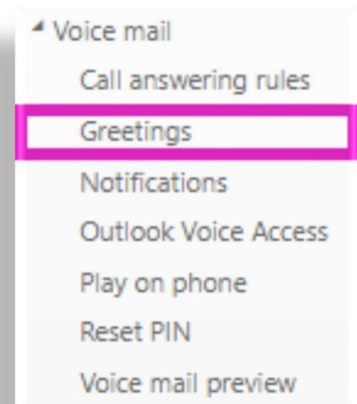 Voice mail
Call answering rules
Greetings
Notifications
Outlook Voice Access
Play on phone
Reset PIN
Voice mail preview